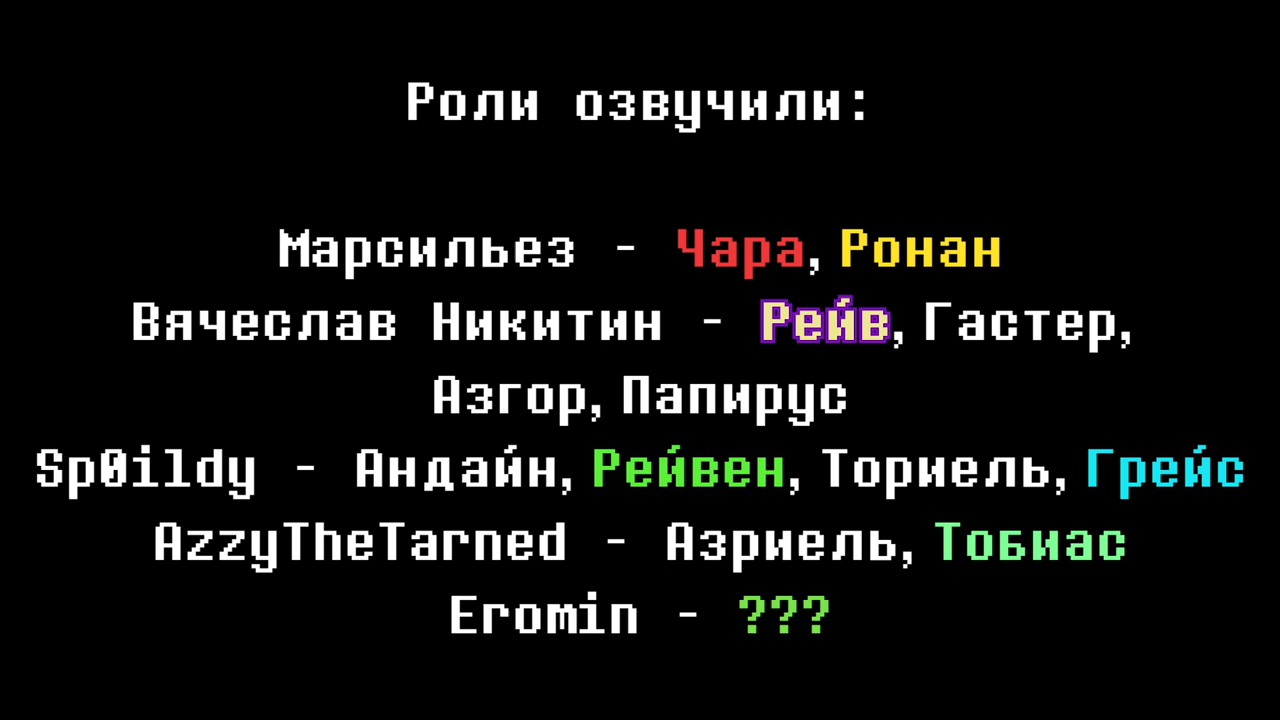 Роли озвучили:
Марсильез - Чара, Ронан
Вячеслав Никитин - Рейв, Гастер,
Азгор, Папирус
Sp0ildy - Андайн, Рейвен, Ториель, Грейс
AzzyTheTarned - Азриель, Тобиас
Eromin - ???